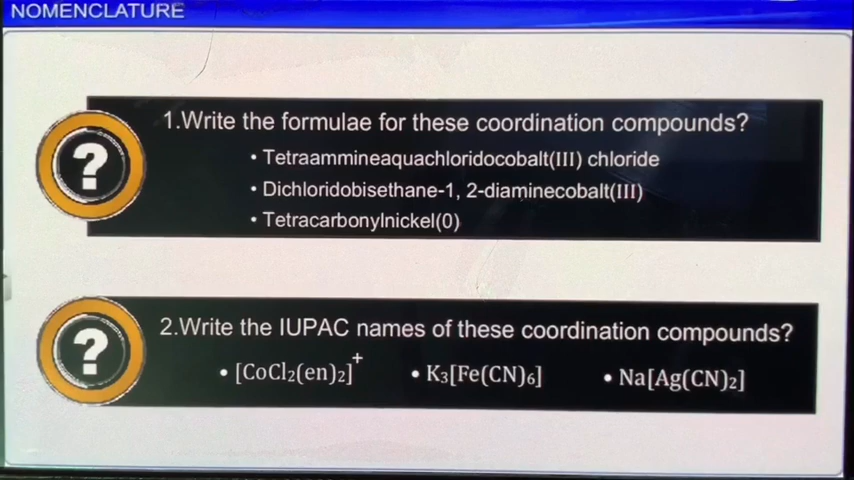 NOMENCLATURE
1.Write the formulae for these coordination compounds?
• Tetraammineaquachloridocobalt(III) chloride
• Dichloridobisethane-1, 2-diaminecobalt(III)
• Tetracarbonylnickel(0)
2.Write the IUPAC names of these coordination compounds?
• [CoCl₂(en)₂]⁺ • K₃[Fe(CN)₆] • Na[Ag(CN)₂]